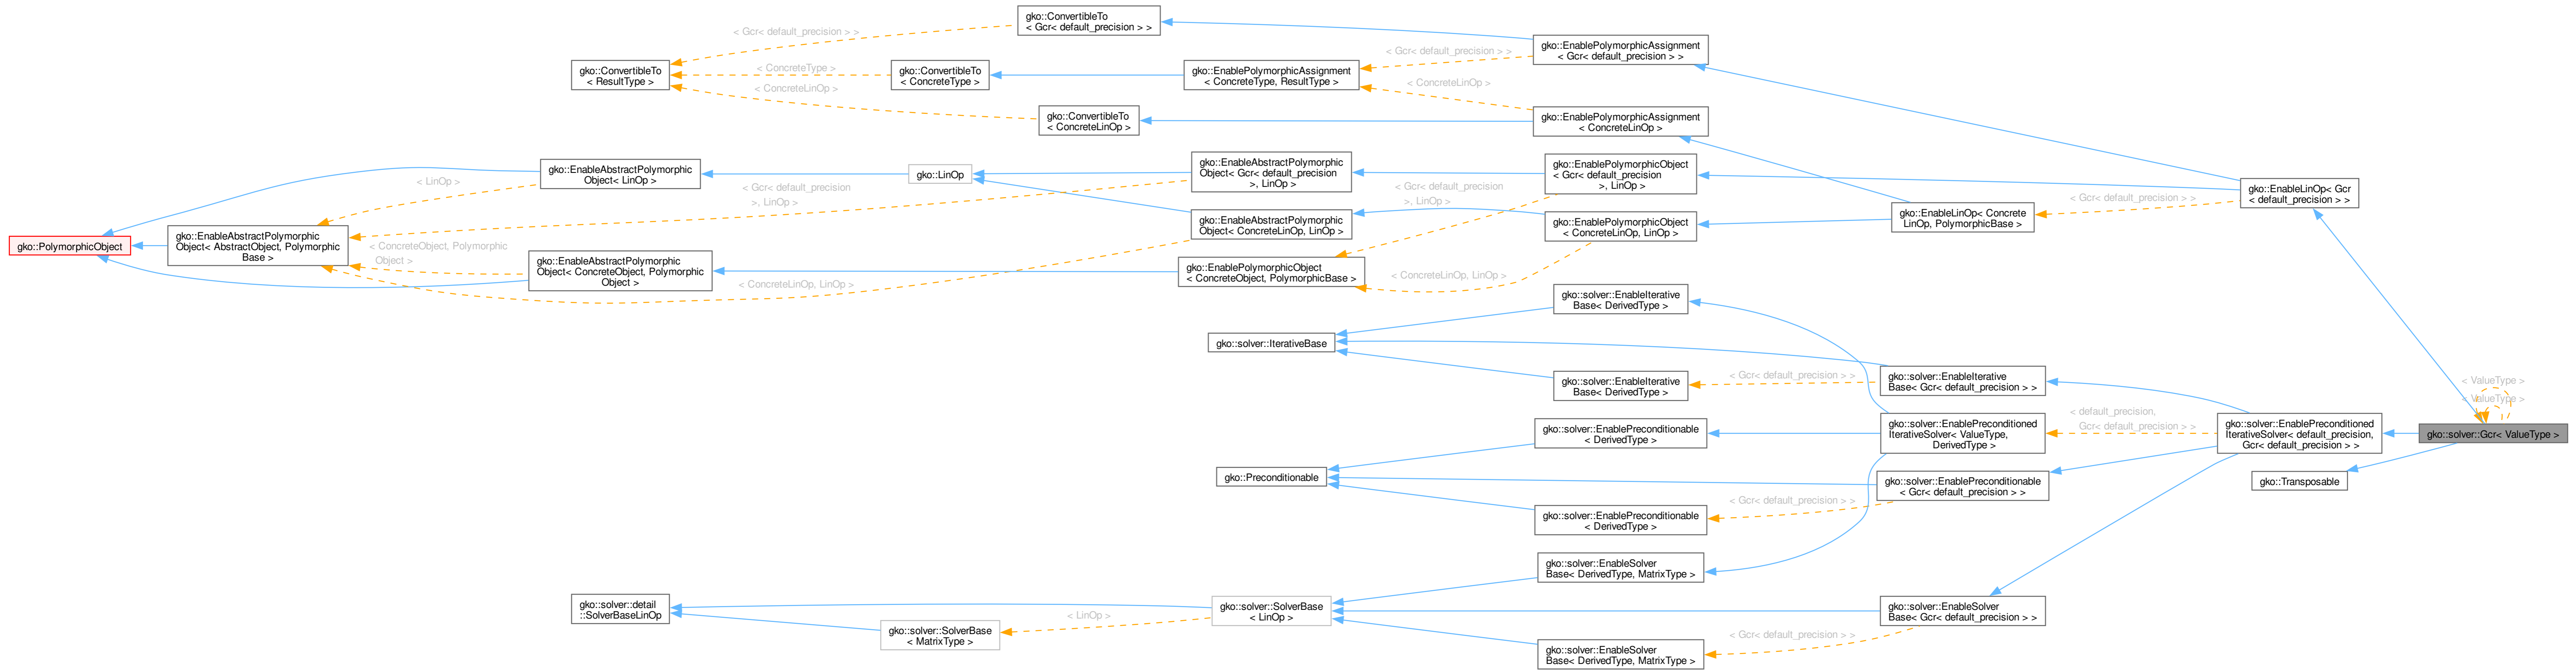 gko::ConvertibleTo
< Gcr< default_precision > >
< Gcr< default_precision > >
gko::EnablePolymorphicAssignment
< Gcr< default_precision > >
< Gcr< default_precision > >
gko::ConvertibleTo
< ResultType >
< ConcreteType >
gko::ConvertibleTo
< ConcreteType >
gko::EnablePolymorphicAssignment
< ConcreteType, ResultType >
< ConcreteLinOp >
< ConcreteLinOp >
gko::ConvertibleTo
< ConcreteLinOp >
gko::EnablePolymorphicAssignment
< ConcreteLinOp >
gko::EnableAbstractPolymorphic
Object< LinOp >
< LinOp >
gko::LinOp
gko::EnableAbstractPolymorphic
Object< Gcr< default_precision
>, LinOp >
gko::EnablePolymorphicObject
< Gcr< default_precision
>, LinOp >
< Gcr< default_precision
>, LinOp >
< Gcr< default_precision
>, LinOp >
gko::EnableLinOp< Gcr
< default_precision > >
< Gcr< default_precision > >
gko::EnableLinOp< Concrete
LinOp, PolymorphicBase >
gko::EnableAbstractPolymorphic
Object< ConcreteLinOp, LinOp >
gko::EnablePolymorphicObject
< ConcreteLinOp, LinOp >
gko::PolymorphicObject
gko::EnableAbstractPolymorphic
Object< AbstractObject, Polymorphic
Base >
< ConcreteObject, Polymorphic
Object >
gko::EnableAbstractPolymorphic
Object< ConcreteObject, Polymorphic
Object >
< ConcreteLinOp, LinOp >
gko::EnablePolymorphicObject
< ConcreteObject, PolymorphicBase >
< ConcreteLinOp, LinOp >
gko::solver::EnableIterative
Base< DerivedType >
gko::solver::IterativeBase
gko::solver::EnableIterative
Base< DerivedType >
< Gcr< default_precision > >
gko::solver::EnableIterative
Base< Gcr< default_precision > >
< ValueType >
< ValueType >
gko::solver::EnablePreconditionable
< DerivedType >
gko::solver::EnablePreconditioned
IterativeSolver< ValueType,
DerivedType >
< default_precision,
Gcr< default_precision > >
gko::solver::EnablePreconditioned
IterativeSolver< default_precision,
Gcr< default_precision > >
gko::solver::Gcr< ValueType >
gko::Preconditionable
gko::solver::EnablePreconditionable
< Gcr< default_precision > >
gko::Transposable
< Gcr< default_precision > >
gko::solver::EnablePreconditionable
< DerivedType >
gko::solver::EnableSolver
Base< DerivedType, MatrixType >
gko::solver::detail
::SolverBaseLinOp
gko::solver::SolverBase
< LinOp >
< LinOp >
gko::solver::SolverBase
< MatrixType >
gko::solver::EnableSolver
Base< Gcr< default_precision > >
< Gcr< default_precision > >
gko::solver::EnableSolver
Base< DerivedType, MatrixType >